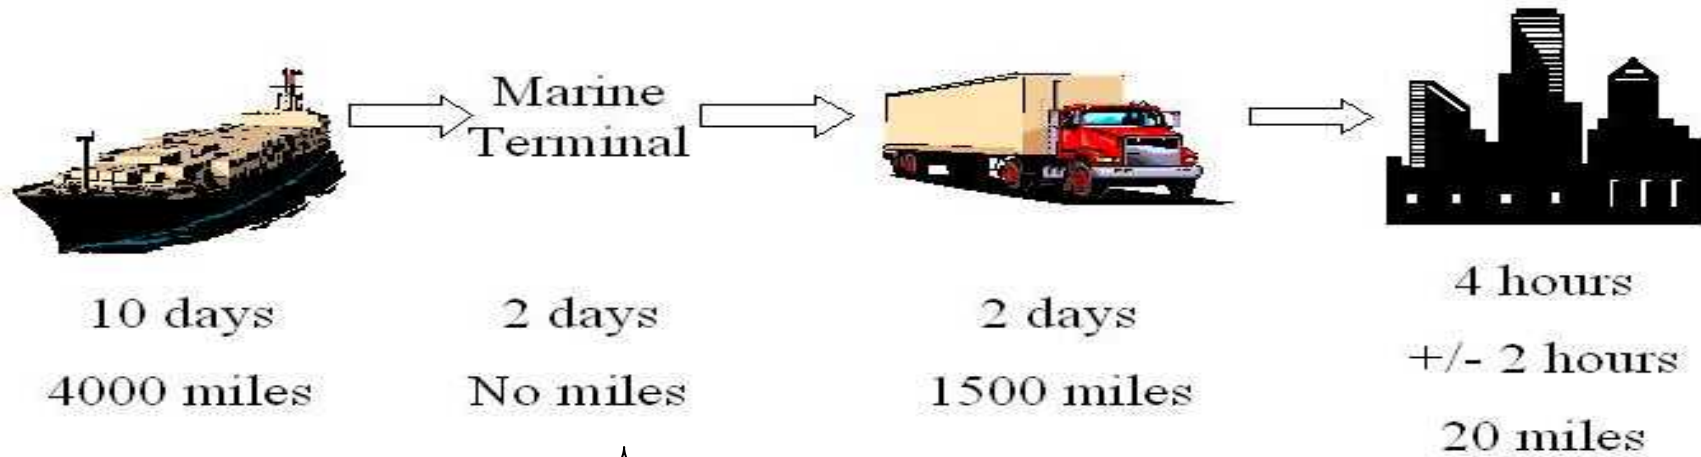 Marine
Terminal
10 days
4000 miles
2 days
No miles
2 days
1500 miles
4 hours
+/- 2 hours
20 miles